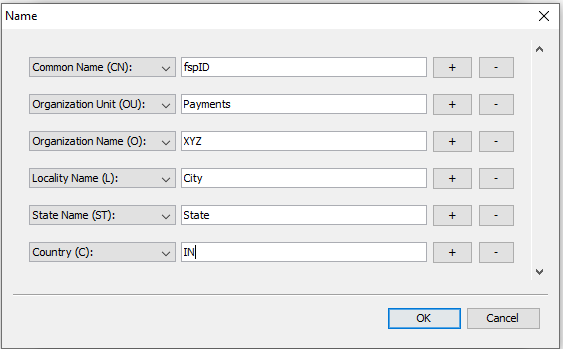 Name
Common Name (CN): fspID + -
Organization Unit (OU): Payments + -
Organization Name (O): XYZ + -
Locality Name (L): City + -
State Name (ST): State + -
Country (C): IN + -
OK Cancel